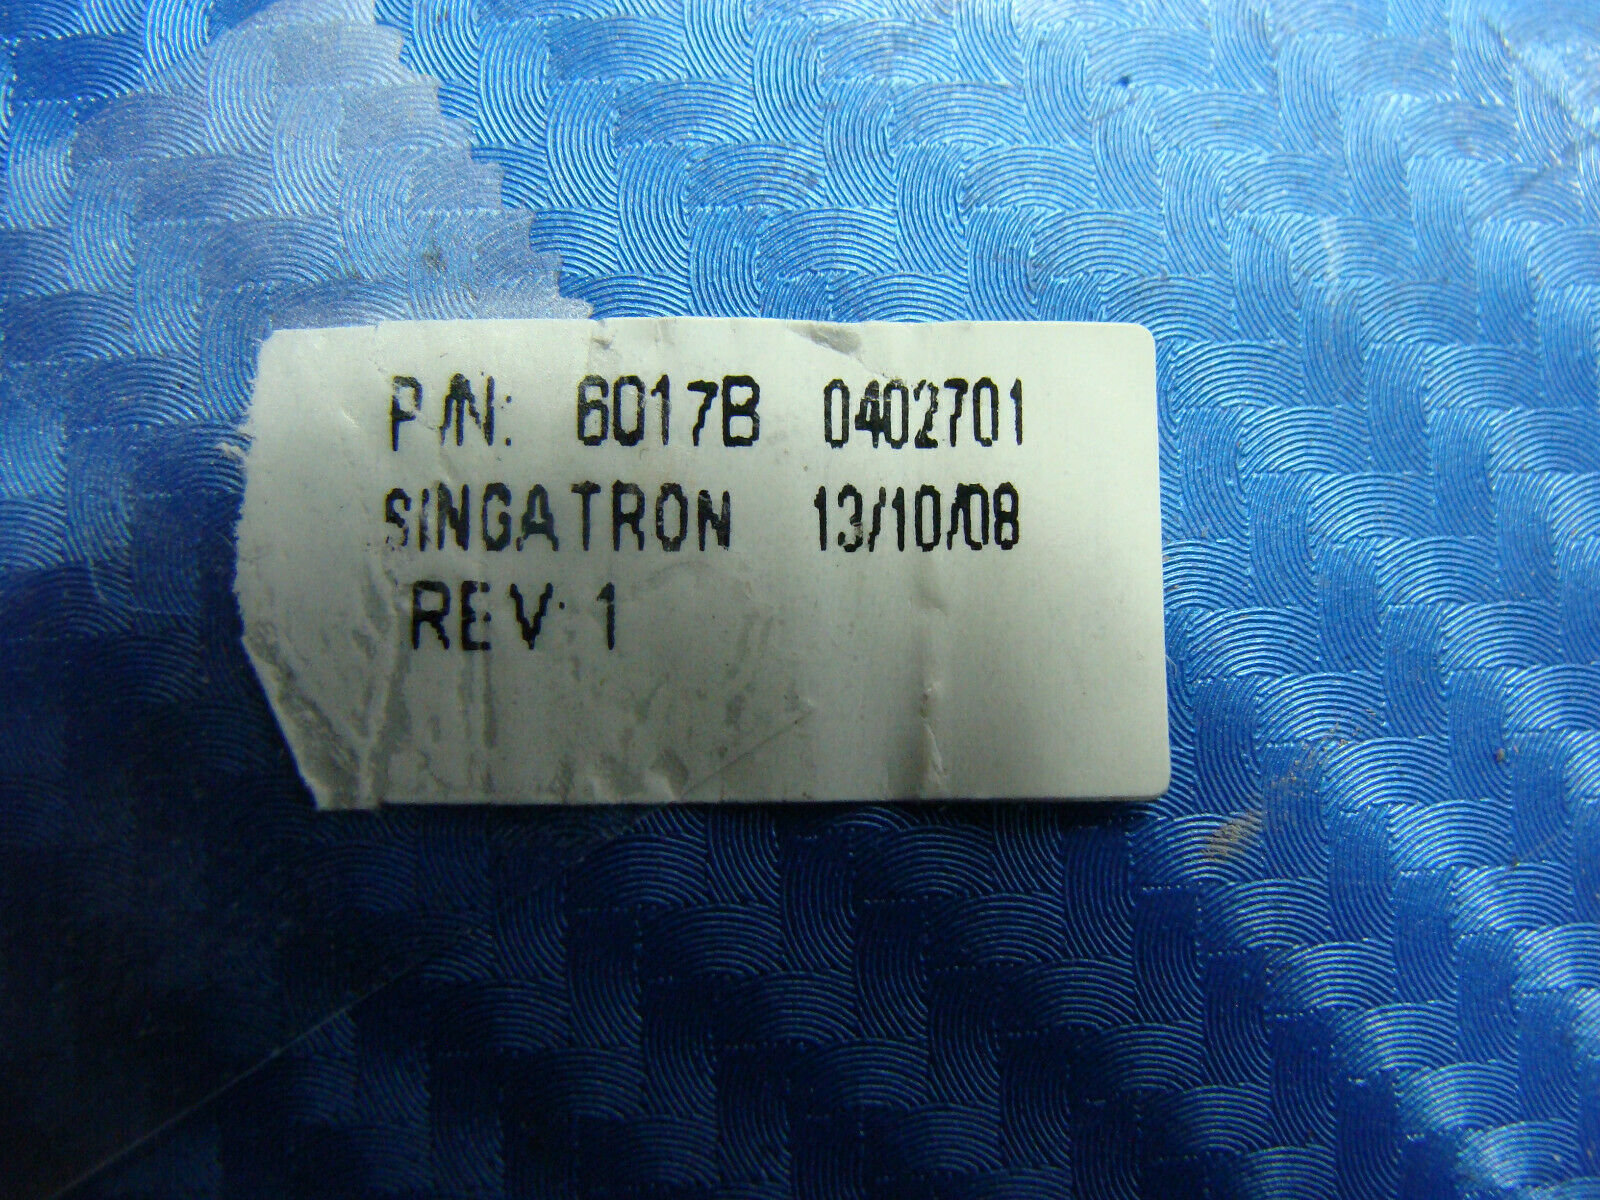 P/N: 6017B 0402701
SINGATRON 13/10/08
REV: 1